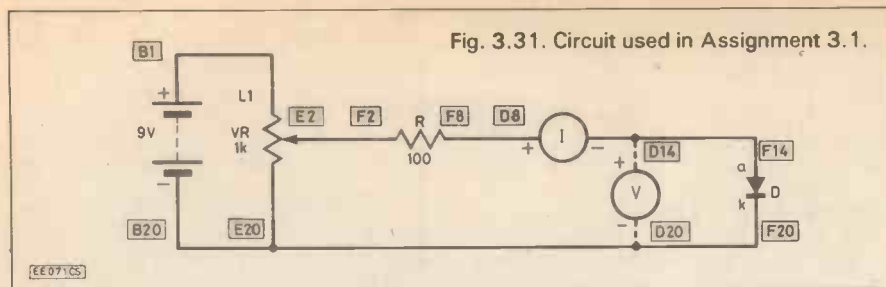 Fig. 3.31. Circuit used in Assignment 3.1.
B1
+
L1
E2
F2
R
F8
D8
9V
VR
1k
100
+
I
-
D14
F14
+
a
V
D
k
-
-
B20
E20
D20
F20
EE071CS